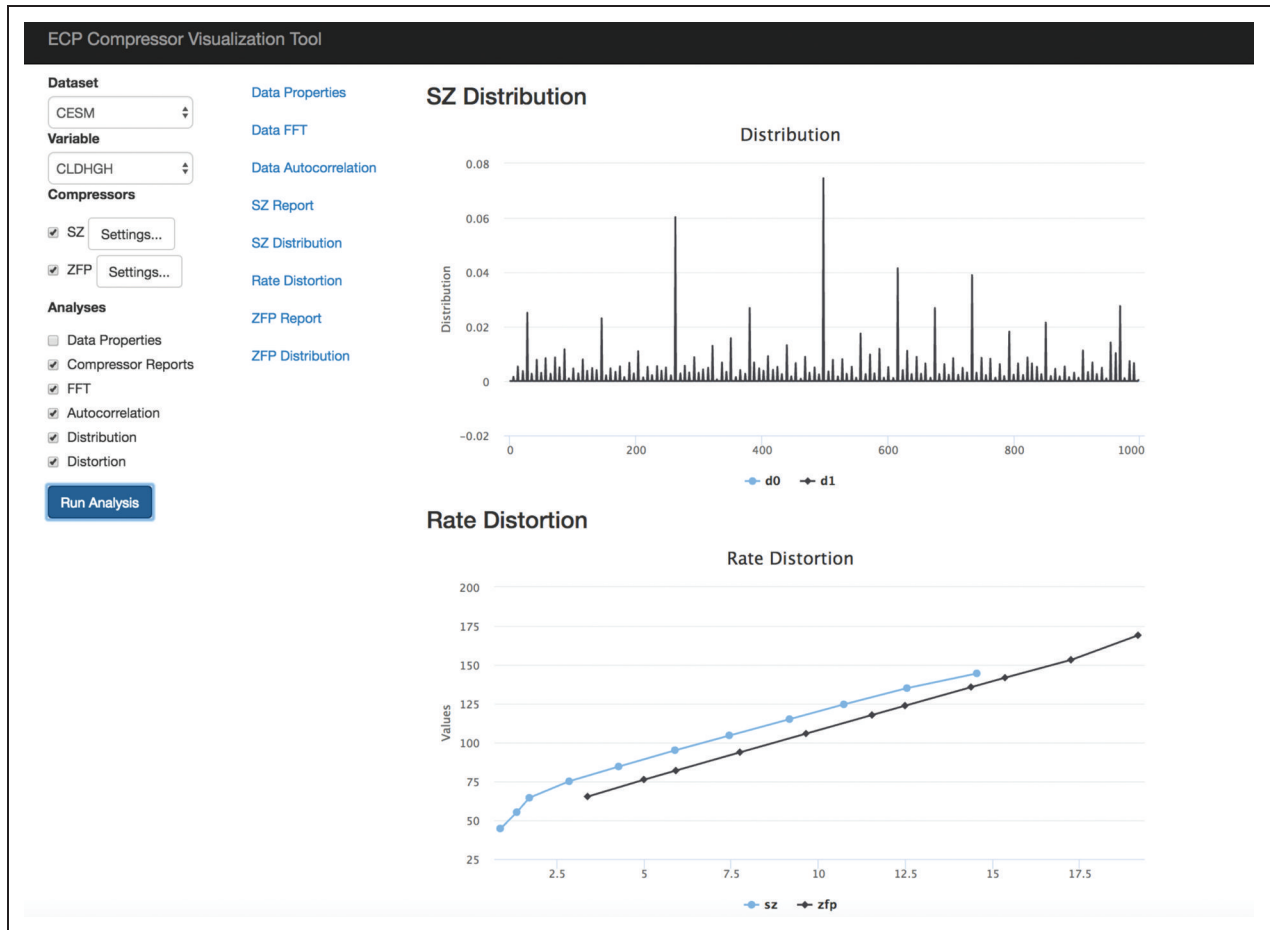 ECP Compressor Visualization Tool
Dataset
CESM
Variable
CLDHGH
Compressors
SZ Settings...
ZFP Settings...
Analyses
Data Properties
Compressor Reports
FFT
Autocorrelation
Distribution
Distortion
Run Analysis
Data Properties
Data FFT
Data Autocorrelation
SZ Report
SZ Distribution
Rate Distortion
ZFP Report
ZFP Distribution
SZ Distribution
Distribution
Distribution
0.08
0.06
0.04
0.02
0
−0.02
0 200 400 600 800 1000
d0 d1
Rate Distortion
Rate Distortion
Values
200
175
150
125
100
75
50
25
2.5 5 7.5 10 12.5 15 17.5
sz zfp